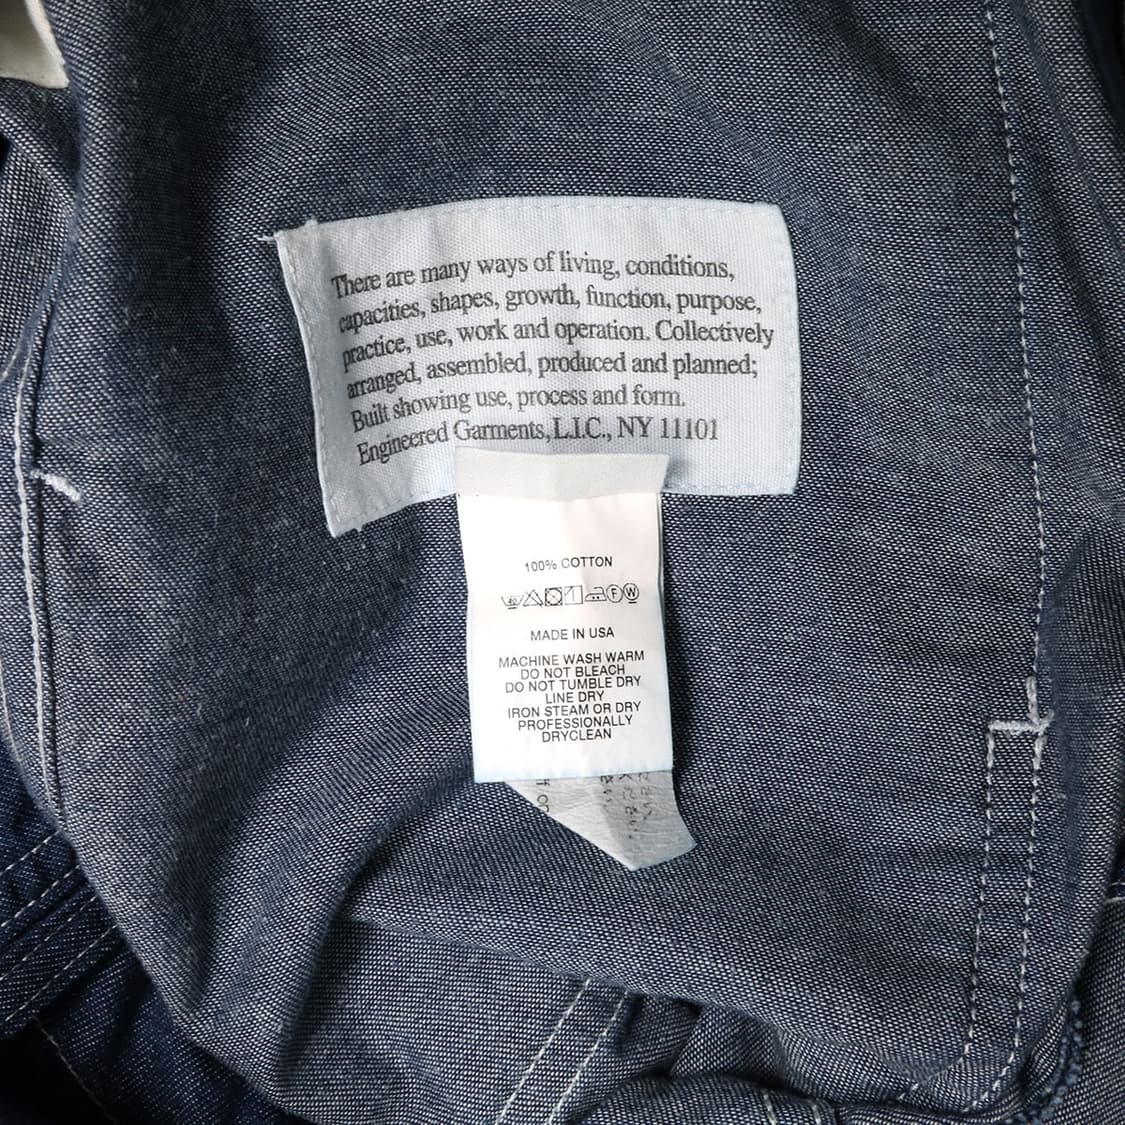 There are many ways of living, conditions,
capacities, shapes, growth, function, purpose,
practice, use, work and operation. Collectively
arranged, assembled, produced and planned;
Built showing use, process and form.
Engineered Garments, L.I.C., NY 11101
100% COTTON
40 F W
MADE IN USA
MACHINE WASH WARM
DO NOT BLEACH
DO NOT TUMBLE DRY
LINE DRY
IRON STEAM OR DRY
PROFESSIONALLY
DRYCLEAN